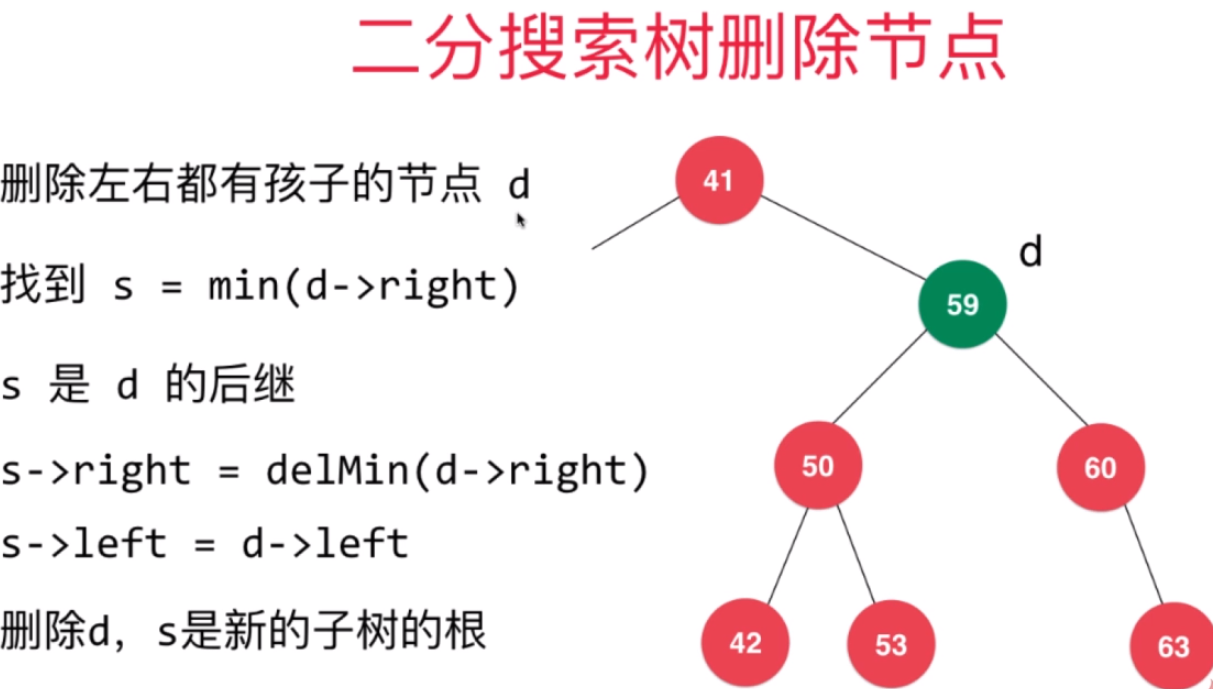 二分搜索树删除节点
删除左右都有孩子的节点 d
找到 s = min(d->right)
s 是 d 的后继
s->right = delMin(d->right)
s->left = d->left
删除d, s是新的子树的根
41
d
59
50
60
42
53
63